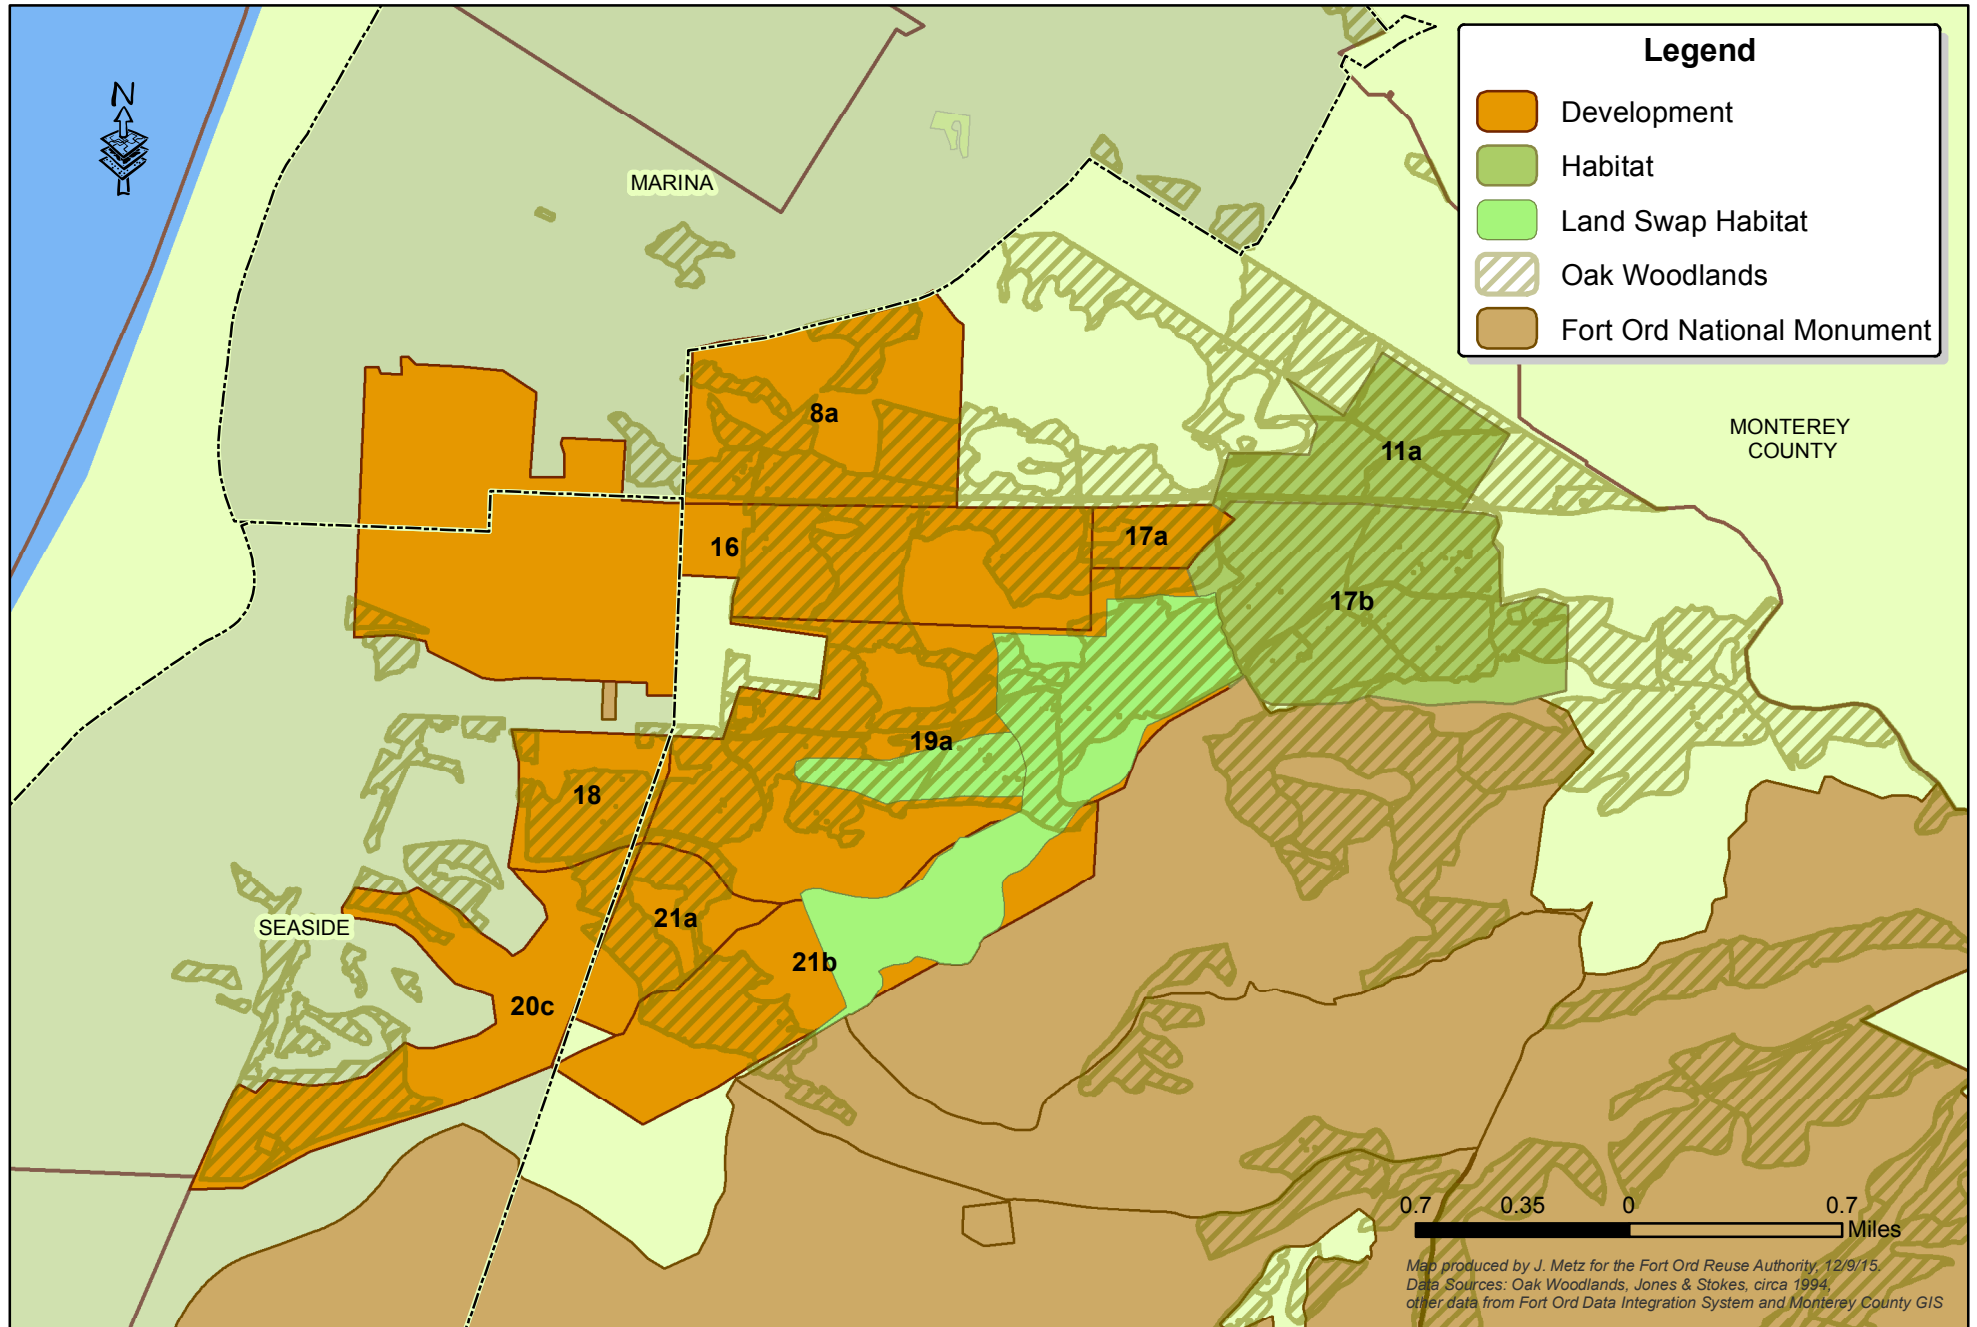 N
Legend
Development
Habitat
Land Swap Habitat
Oak Woodlands
Fort Ord National Monument
MARINA
MONTEREY
COUNTY
8a
11a
16
17a
17b
19a
18
21a
21b
SEASIDE
20c
0.7 0.35 0 0.7
Miles
Map produced by J. Metz for the Fort Ord Reuse Authority, 12/9/15.
Data Sources: Oak Woodlands, Jones & Stokes, circa 1994,
other data from Fort Ord Data Integration System and Monterey County GIS